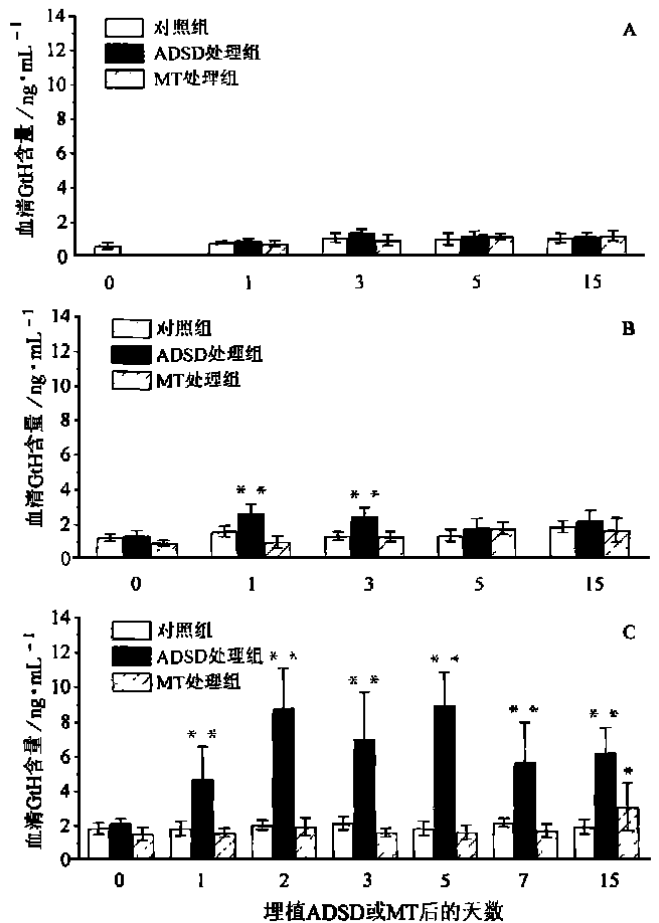 14
对照组
A
12
ADSD处理组
10
MT处理组
8
6
4
2
0
血清GtH含量/ng·mL⁻¹
0 1 3 5 15
14
对照组
B
12
ADSD处理组
10
MT处理组
8
6
4
2
0
血清GtH含量/ng·mL⁻¹
* *
* *
0 1 3 5 15
14
对照组
C
12
ADSD处理组
10
MT处理组
8
6
4
2
0
血清GtH含量/ng·mL⁻¹
* *
* *
* *
* *
* *
* *
*
0 1 2 3 5 7 15
埋植ADSD或MT后的天数